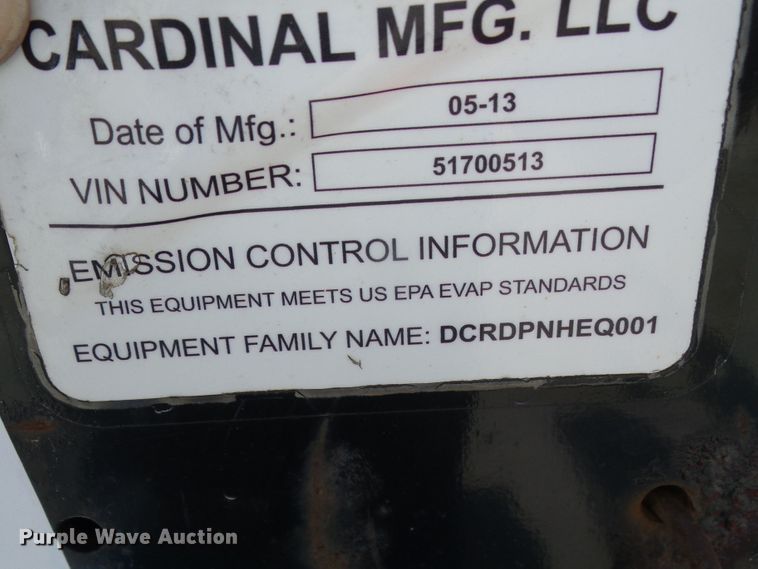 CARDINAL MFG. LLC
Date of Mfg.: 05-13
VIN NUMBER: 51700513
EMISSION CONTROL INFORMATION
THIS EQUIPMENT MEETS US EPA EVAP STANDARDS
EQUIPMENT FAMILY NAME: DCRDPNHEQ001
Purple Wave Auction